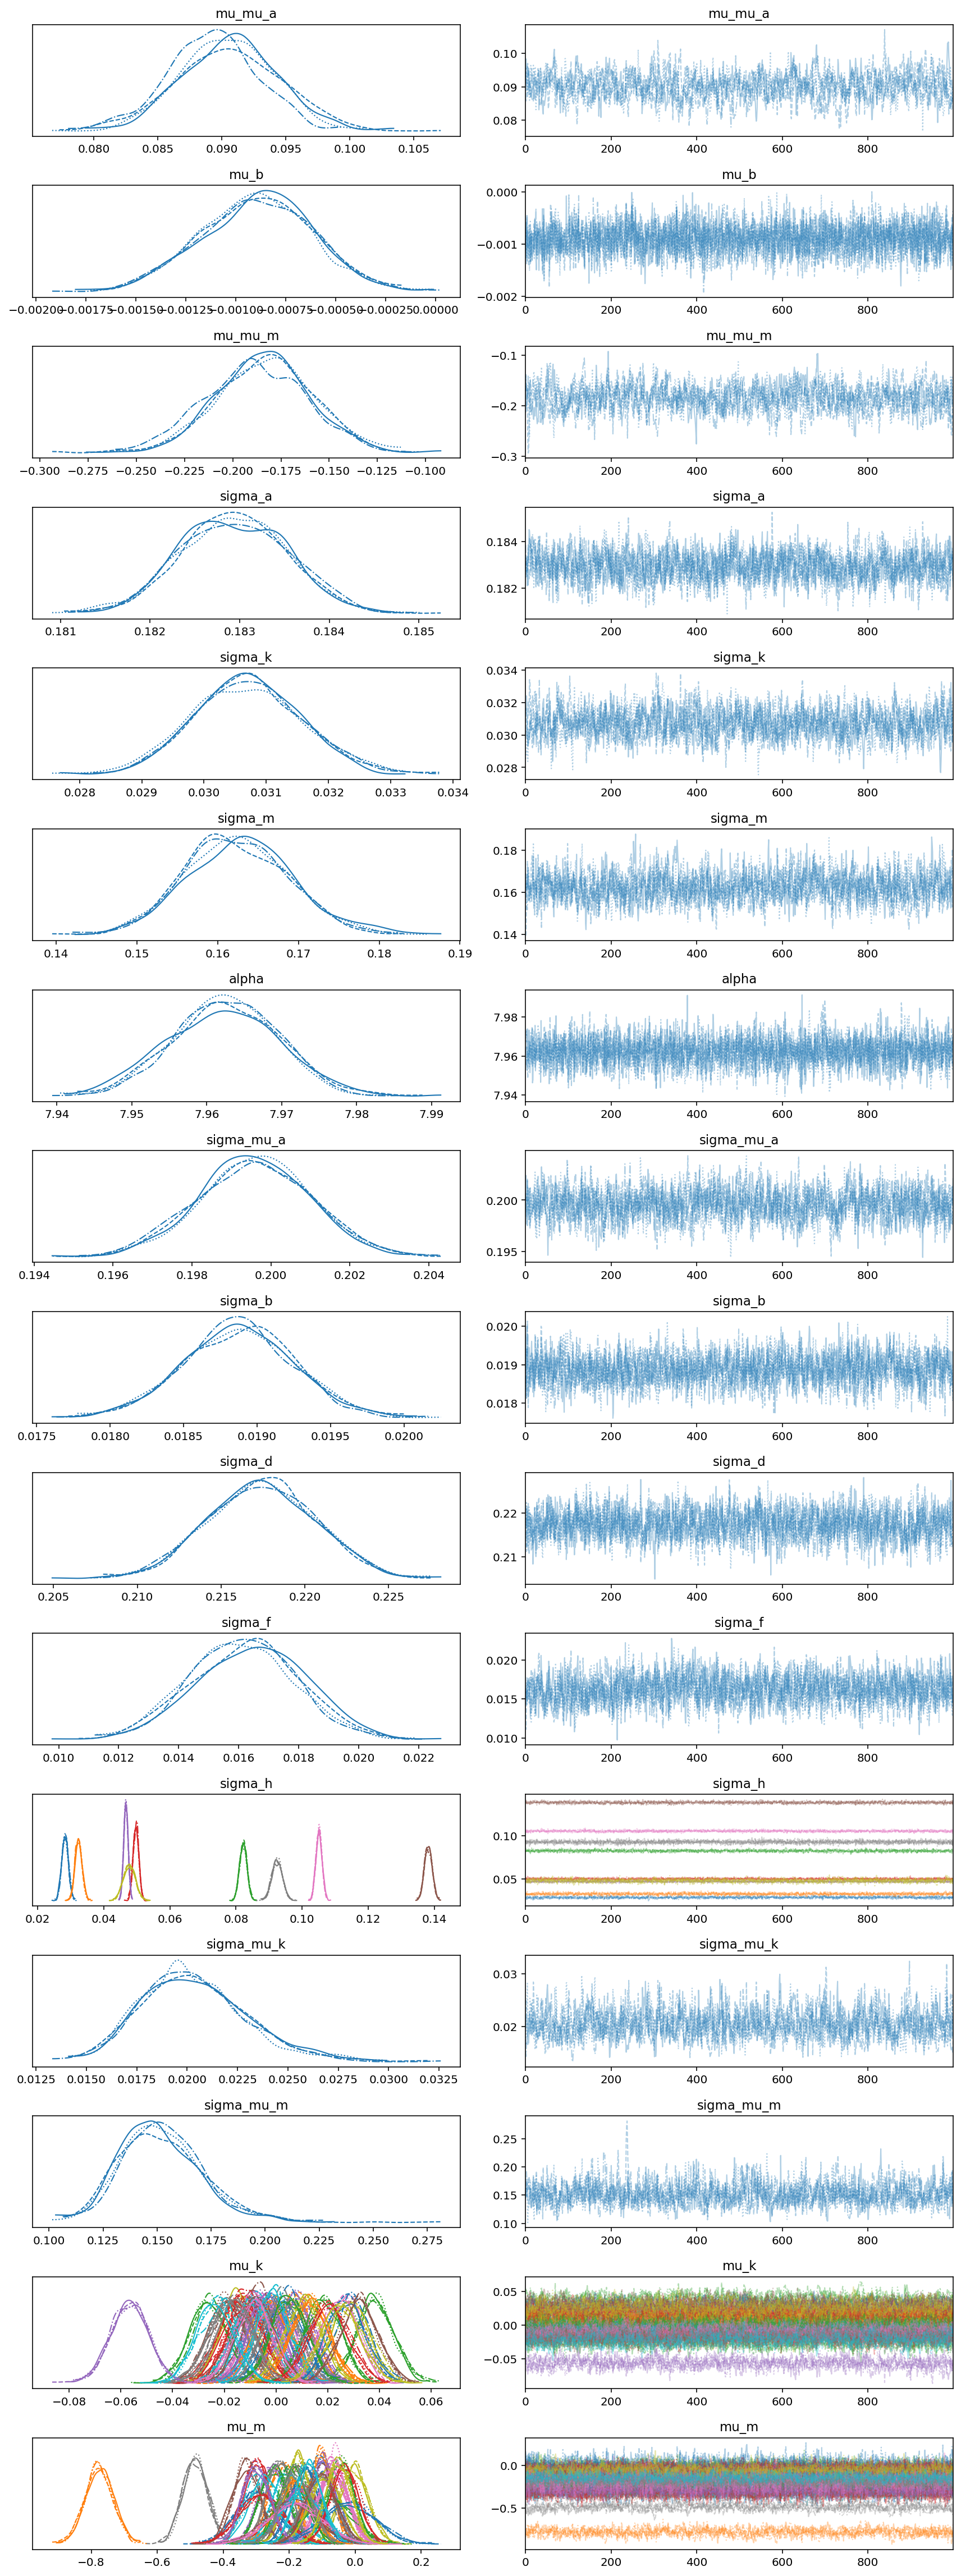 mu_mu_a mu_mu_a
0.10
0.09
0.08
0.080 0.085 0.090 0.095 0.100 0.105 0 200 400 600 800
mu_b mu_b
0.000
−0.001
−0.002
−0.00200 −0.00175 −0.00150 −0.00125 −0.00100 −0.00075 −0.00050 −0.00025 0.00000 0 200 400 600 800
mu_mu_m mu_mu_m
−0.1
−0.2
−0.3
−0.300 −0.275 −0.250 −0.225 −0.200 −0.175 −0.150 −0.125 −0.100 0 200 400 600 800
sigma_a sigma_a
0.184
0.182
0.181 0.182 0.183 0.184 0.185 0 200 400 600 800
sigma_k sigma_k
0.034
0.032
0.030
0.028
0.028 0.029 0.030 0.031 0.032 0.033 0.034 0 200 400 600 800
sigma_m sigma_m
0.18
0.16
0.14
0.14 0.15 0.16 0.17 0.18 0.19 0 200 400 600 800
alpha alpha
7.98
7.96
7.94
7.94 7.95 7.96 7.97 7.98 7.99 0 200 400 600 800
sigma_mu_a sigma_mu_a
0.200
0.195
0.194 0.196 0.198 0.200 0.202 0.204 0 200 400 600 800
sigma_b sigma_b
0.020
0.019
0.018
0.0175 0.0180 0.0185 0.0190 0.0195 0.0200 0 200 400 600 800
sigma_d sigma_d
0.22
0.21
0.205 0.210 0.215 0.220 0.225 0 200 400 600 800
sigma_f sigma_f
0.020
0.015
0.010
0.010 0.012 0.014 0.016 0.018 0.020 0.022 0 200 400 600 800
sigma_h sigma_h
0.10
0.05
0.02 0.04 0.06 0.08 0.10 0.12 0.14 0 200 400 600 800
sigma_mu_k sigma_mu_k
0.03
0.02
0.0125 0.0150 0.0175 0.0200 0.0225 0.0250 0.0275 0.0300 0.0325 0 200 400 600 800
sigma_mu_m sigma_mu_m
0.25
0.20
0.15
0.10
0.100 0.125 0.150 0.175 0.200 0.225 0.250 0.275 0 200 400 600 800
mu_k mu_k
0.05
0.00
−0.05
−0.08 −0.06 −0.04 −0.02 0.00 0.02 0.04 0.06 0 200 400 600 800
mu_m mu_m
0.0
−0.5
−0.8 −0.6 −0.4 −0.2 0.0 0.2 0 200 400 600 800